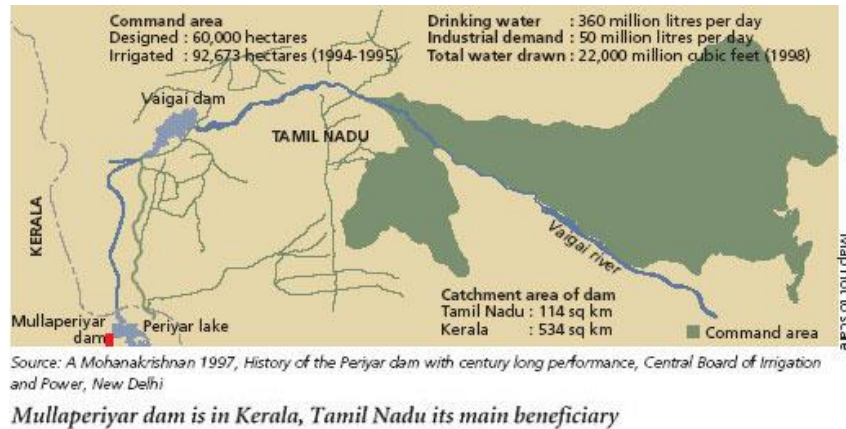 Command area
Designed : 60,000 hectares
Irrigated : 92,673 hectares (1994-1995)
Drinking water : 360 million litres per day
Industrial demand : 50 million litres per day
Total water drawn : 22,000 million cubic feet (1998)
Vaigai dam
TAMIL NADU
KERALA
Vaigai river
Map not to scale
Mullaperiyar
dam
Periyar lake
Catchment area of dam
Tamil Nadu : 114 sq km
Kerala : 534 sq km
Command area
Source: A Mohanakrishnan 1997, History of the Periyar dam with century long performance, Central Board of Irrigation
and Power, New Delhi
Mullaperiyar dam is in Kerala, Tamil Nadu its main beneficiary